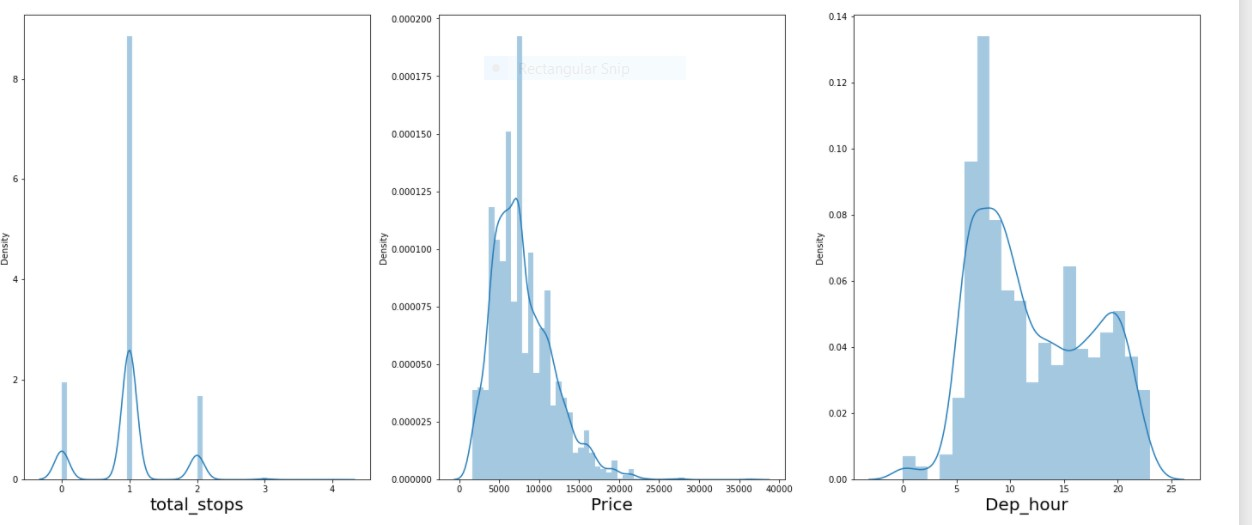 Density
8
6
4
2
0
0 1 2 3 4
total_stops
Density
0.000200
0.000175
0.000150
0.000125
0.000100
0.000075
0.000050
0.000025
0.000000
0 5000 10000 15000 20000 25000 30000 35000 40000
Price
Rectangular Snip
Density
0.14
0.12
0.10
0.08
0.06
0.04
0.02
0.00
0 5 10 15 20 25
Dep_hour